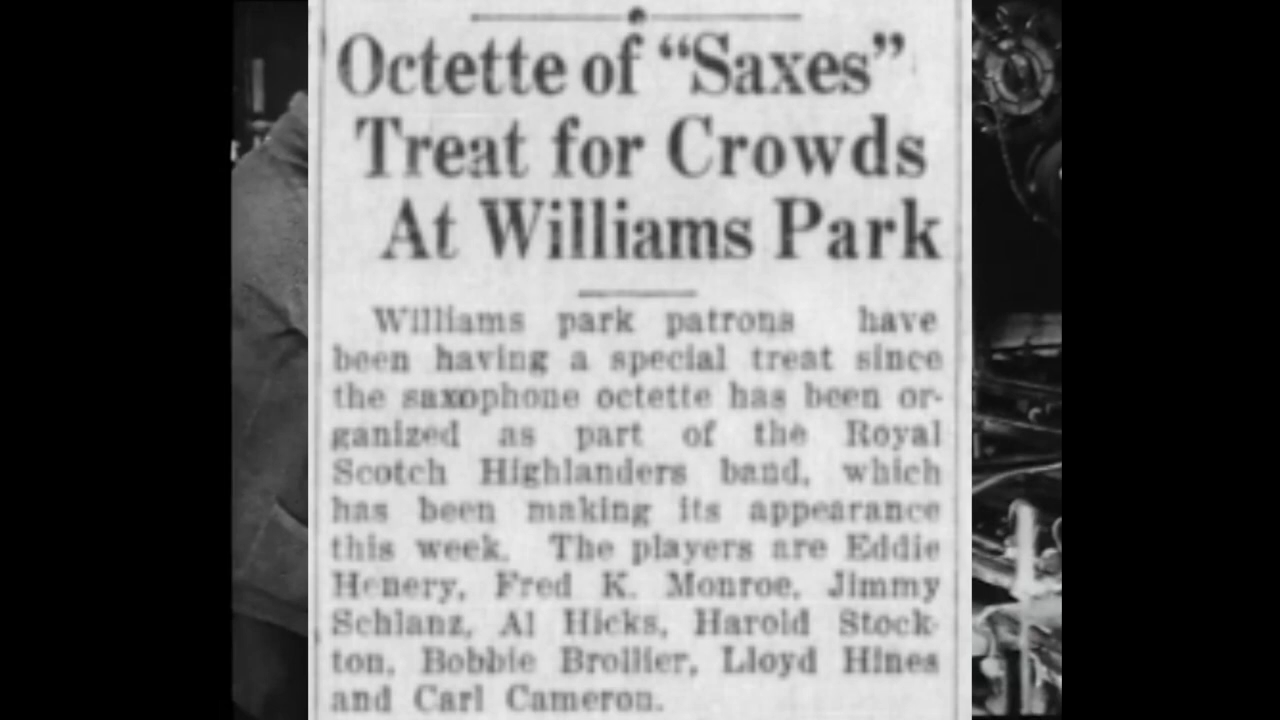 Octette of “Saxes”
Treat for Crowds
At Williams Park
Williams park patrons have
been having a special treat since
the saxophone octette has been or-
ganized as part of the Royal
Scotch Highlanders band, which
has been making its appearance
this week. The players are Eddie
Henery, Fred K. Monroe, Jimmy
Schlanz, Al Hicks, Harold Stock-
ton, Bobbie Brollier, Lloyd Hines
and Carl Cameron.